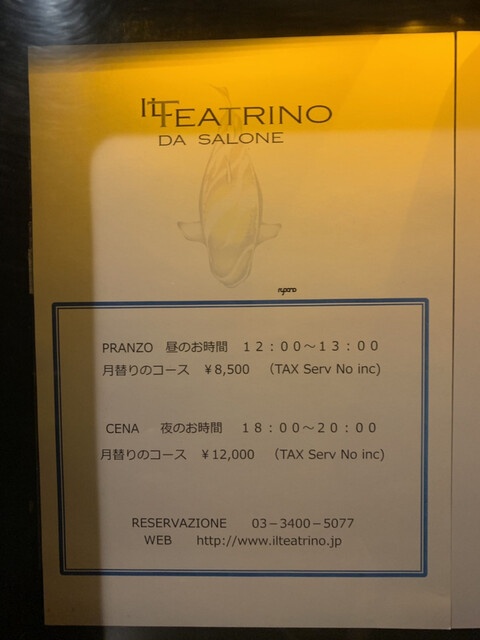 IL TEATRINO
DA SALONE
PRANZO 昼のお時間 １２：００～１３：００
月替りのコース ￥8,500 （TAX Serv No inc)
CENA 夜のお時間 １８：００～２０：００
月替りのコース ￥12,000 （TAX Serv No inc)
RESERVAZIONE 03－3400－5077
WEB http://www.ilteatrino.jp